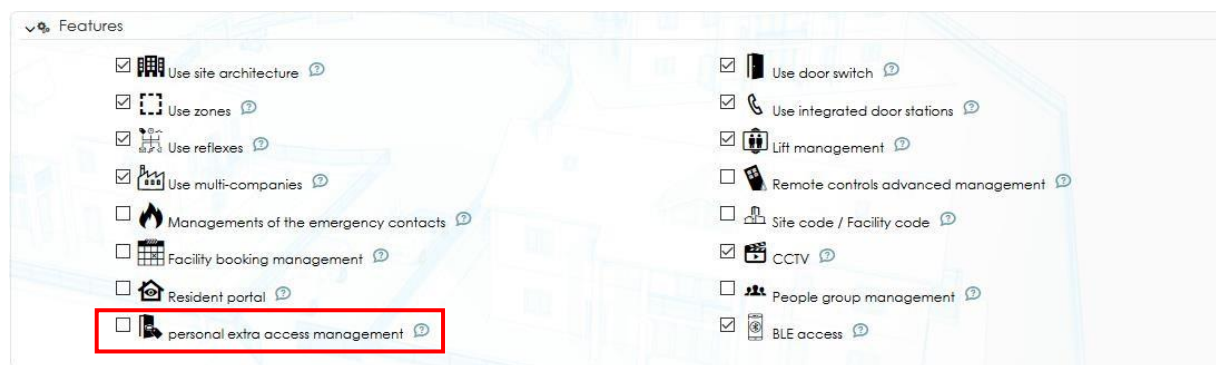 Features
Use site architecture
Use door switch
Use zones
Use integrated door stations
Use reflexes
Lift management
Use multi-companies
Remote controls advanced management
Managements of the emergency contacts
Site code / Facility code
Facility booking management
CCTV
Resident portal
People group management
personal extra access management
BLE access